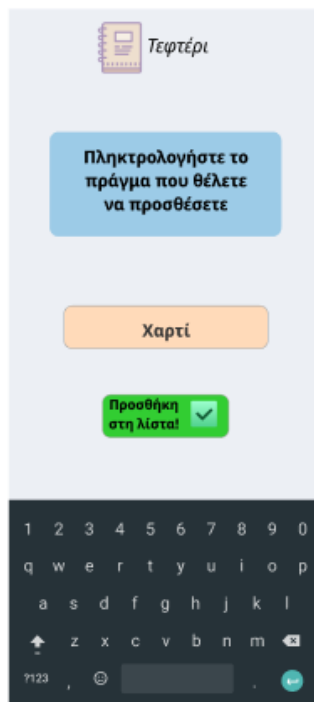 Τεφτέρι
Πληκτρολογήστε το
πράγμα που θέλετε
να προσθέσετε
Χαρτί
Προσθήκη
στη λίστα!
1 2 3 4 5 6 7 8 9 0
q w e r t y u i o p
a s d f g h j k l
z x c v b n m
?123 , .